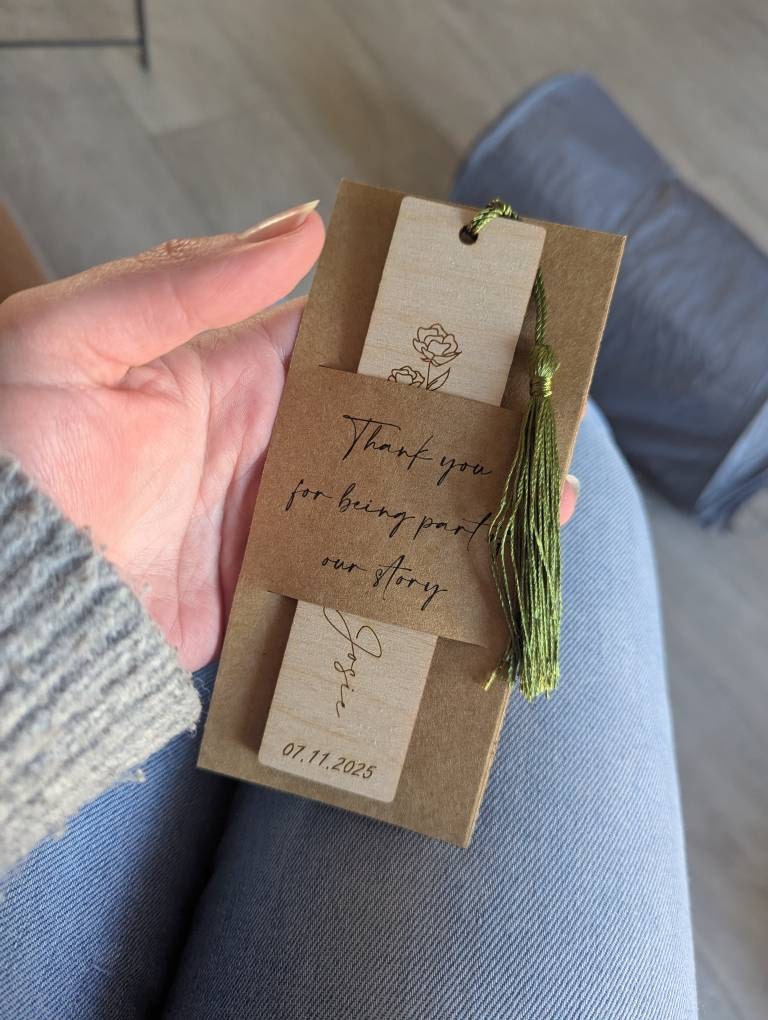 Thank you
for being part
our story
Josie
07.11.2025